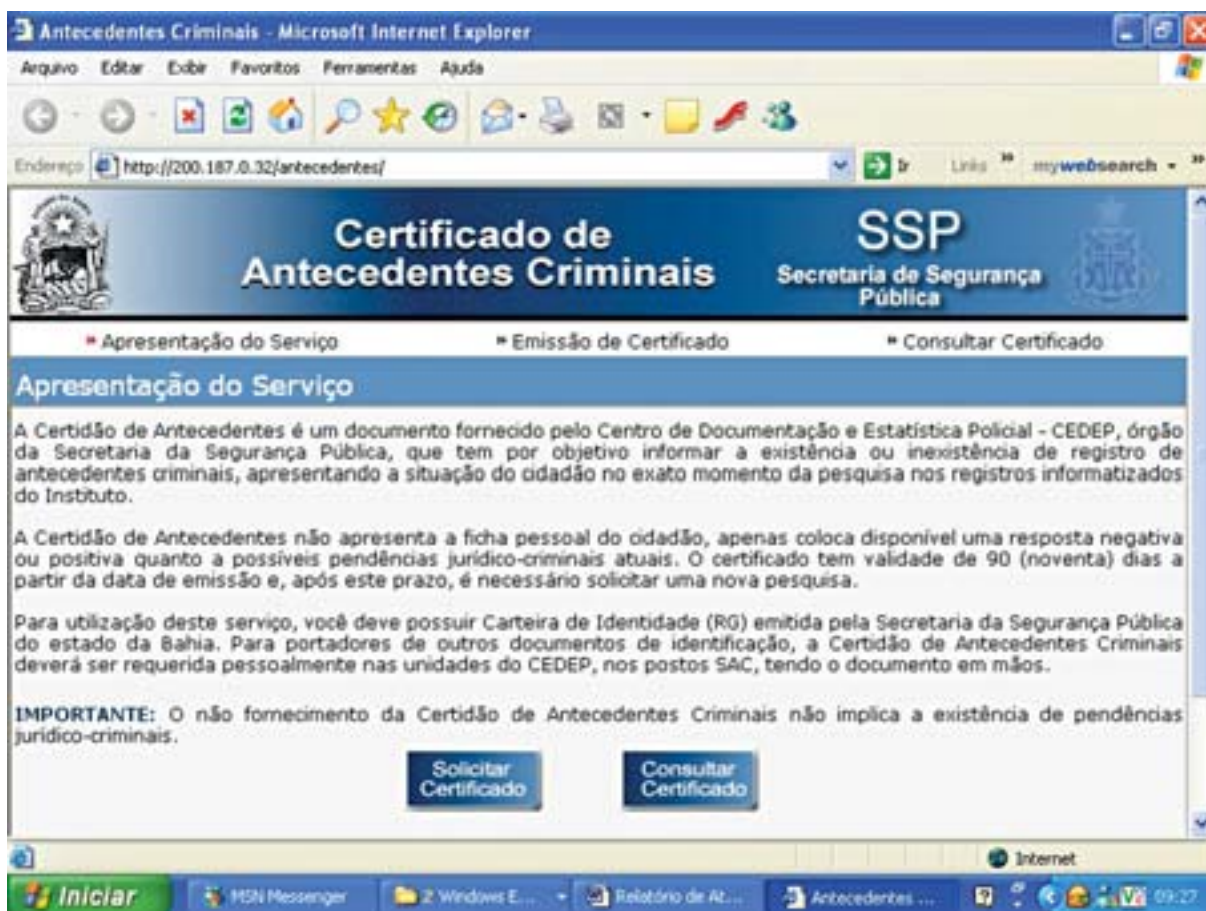 Antecedentes Criminais - Microsoft Internet Explorer
Arquivo Editar Exibir Favoritos Ferramentas Ajuda
Endereço http://200.187.0.32/antecedentes/ Ir Links » mywebsearch »
Certificado de
Antecedentes Criminais
SSP
Secretaria de Segurança
Pública
» Apresentação do Serviço » Emissão de Certificado » Consultar Certificado
Apresentação do Serviço
A Certidão de Antecedentes é um documento fornecido pelo Centro de Documentação e Estatística Policial - CEDEP, órgão
da Secretaria da Segurança Pública, que tem por objetivo informar a existência ou inexistência de registro de
antecedentes criminais, apresentando a situação do cidadão no exato momento da pesquisa nos registros informatizados
do Instituto.
A Certidão de Antecedentes não apresenta a ficha pessoal do cidadão, apenas coloca disponível uma resposta negativa
ou positiva quanto a possíveis pendências jurídico-criminais atuais. O certificado tem validade de 90 (noventa) dias a
partir da data de emissão e, após este prazo, é necessário solicitar uma nova pesquisa.
Para utilização deste serviço, você deve possuir Carteira de Identidade (RG) emitida pela Secretaria da Segurança Pública
do estado da Bahia. Para portadores de outros documentos de identificação, a Certidão de Antecedentes Criminais
deverá ser requerida pessoalmente nas unidades do CEDEP, nos postos SAC, tendo o documento em mãos.
IMPORTANTE: O não fornecimento da Certidão de Antecedentes Criminais não implica a existência de pendências
jurídico-criminais.
Solicitar
Certificado
Consultar
Certificado
Internet
Iniciar MSN Messenger 2 Windows E... Relatório de At... Antecedentes ... 09:27